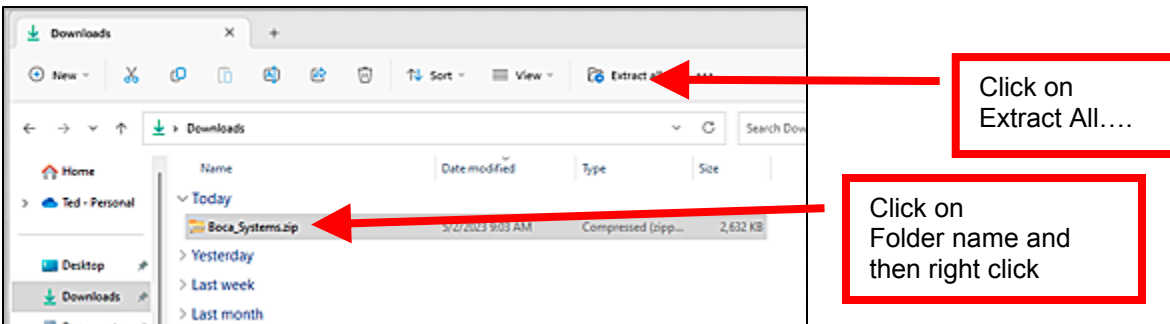 Downloads
New
Sort
View
Extract all
Click on
Extract All....
Downloads
Search Dow
Home
Name
Date modified
Type
Size
Ted - Personal
Today
Boca_Systems.zip
5/2/2023 9:03 AM
Compressed (zipp...
2,632 KB
Click on
Folder name and
then right click
Yesterday
Desktop
Last week
Downloads
Last month